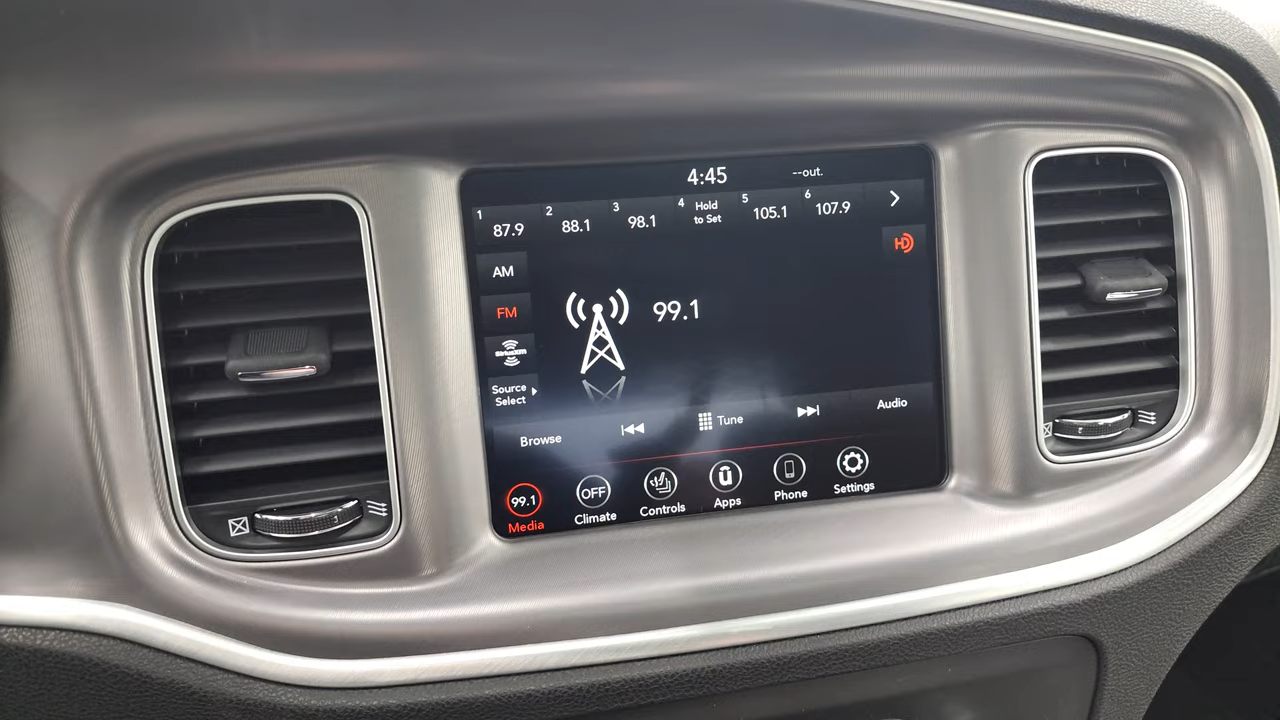 4:45 --out.
1 87.9 2 88.1 3 98.1 4 Hold to Set 5 105.1 6 107.9
HD
AM
FM
99.1
SiriusXM
Source
Select
Browse Tune Audio
99.1 OFF
Media Climate Controls Apps Phone Settings